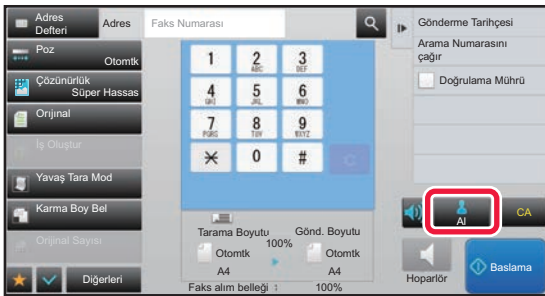 Adres
Defteri
Adres
Faks Numarası
Poz
Otomtk
Çözünürlük
Süper Hassas
Orijinal
İş Oluştur
Yavaş Tara Mod
Karma Boy Bel
Orijinal Sayısı
Diğerleri
1
2
ABC
3
DEF
4
GHI
5
JKL
6
MNO
7
PQRS
8
TUV
9
WXYZ
0
#
C
Tarama Boyutu
Gönd. Boyutu
100%
Otomtk
Otomtk
A4
A4
Faks alım belleği :
100%
Gönderme Tarihçesi
Arama Numarasını
çağır
Doğrulama Mührü
Al
CA
Hoparlör
Baslama